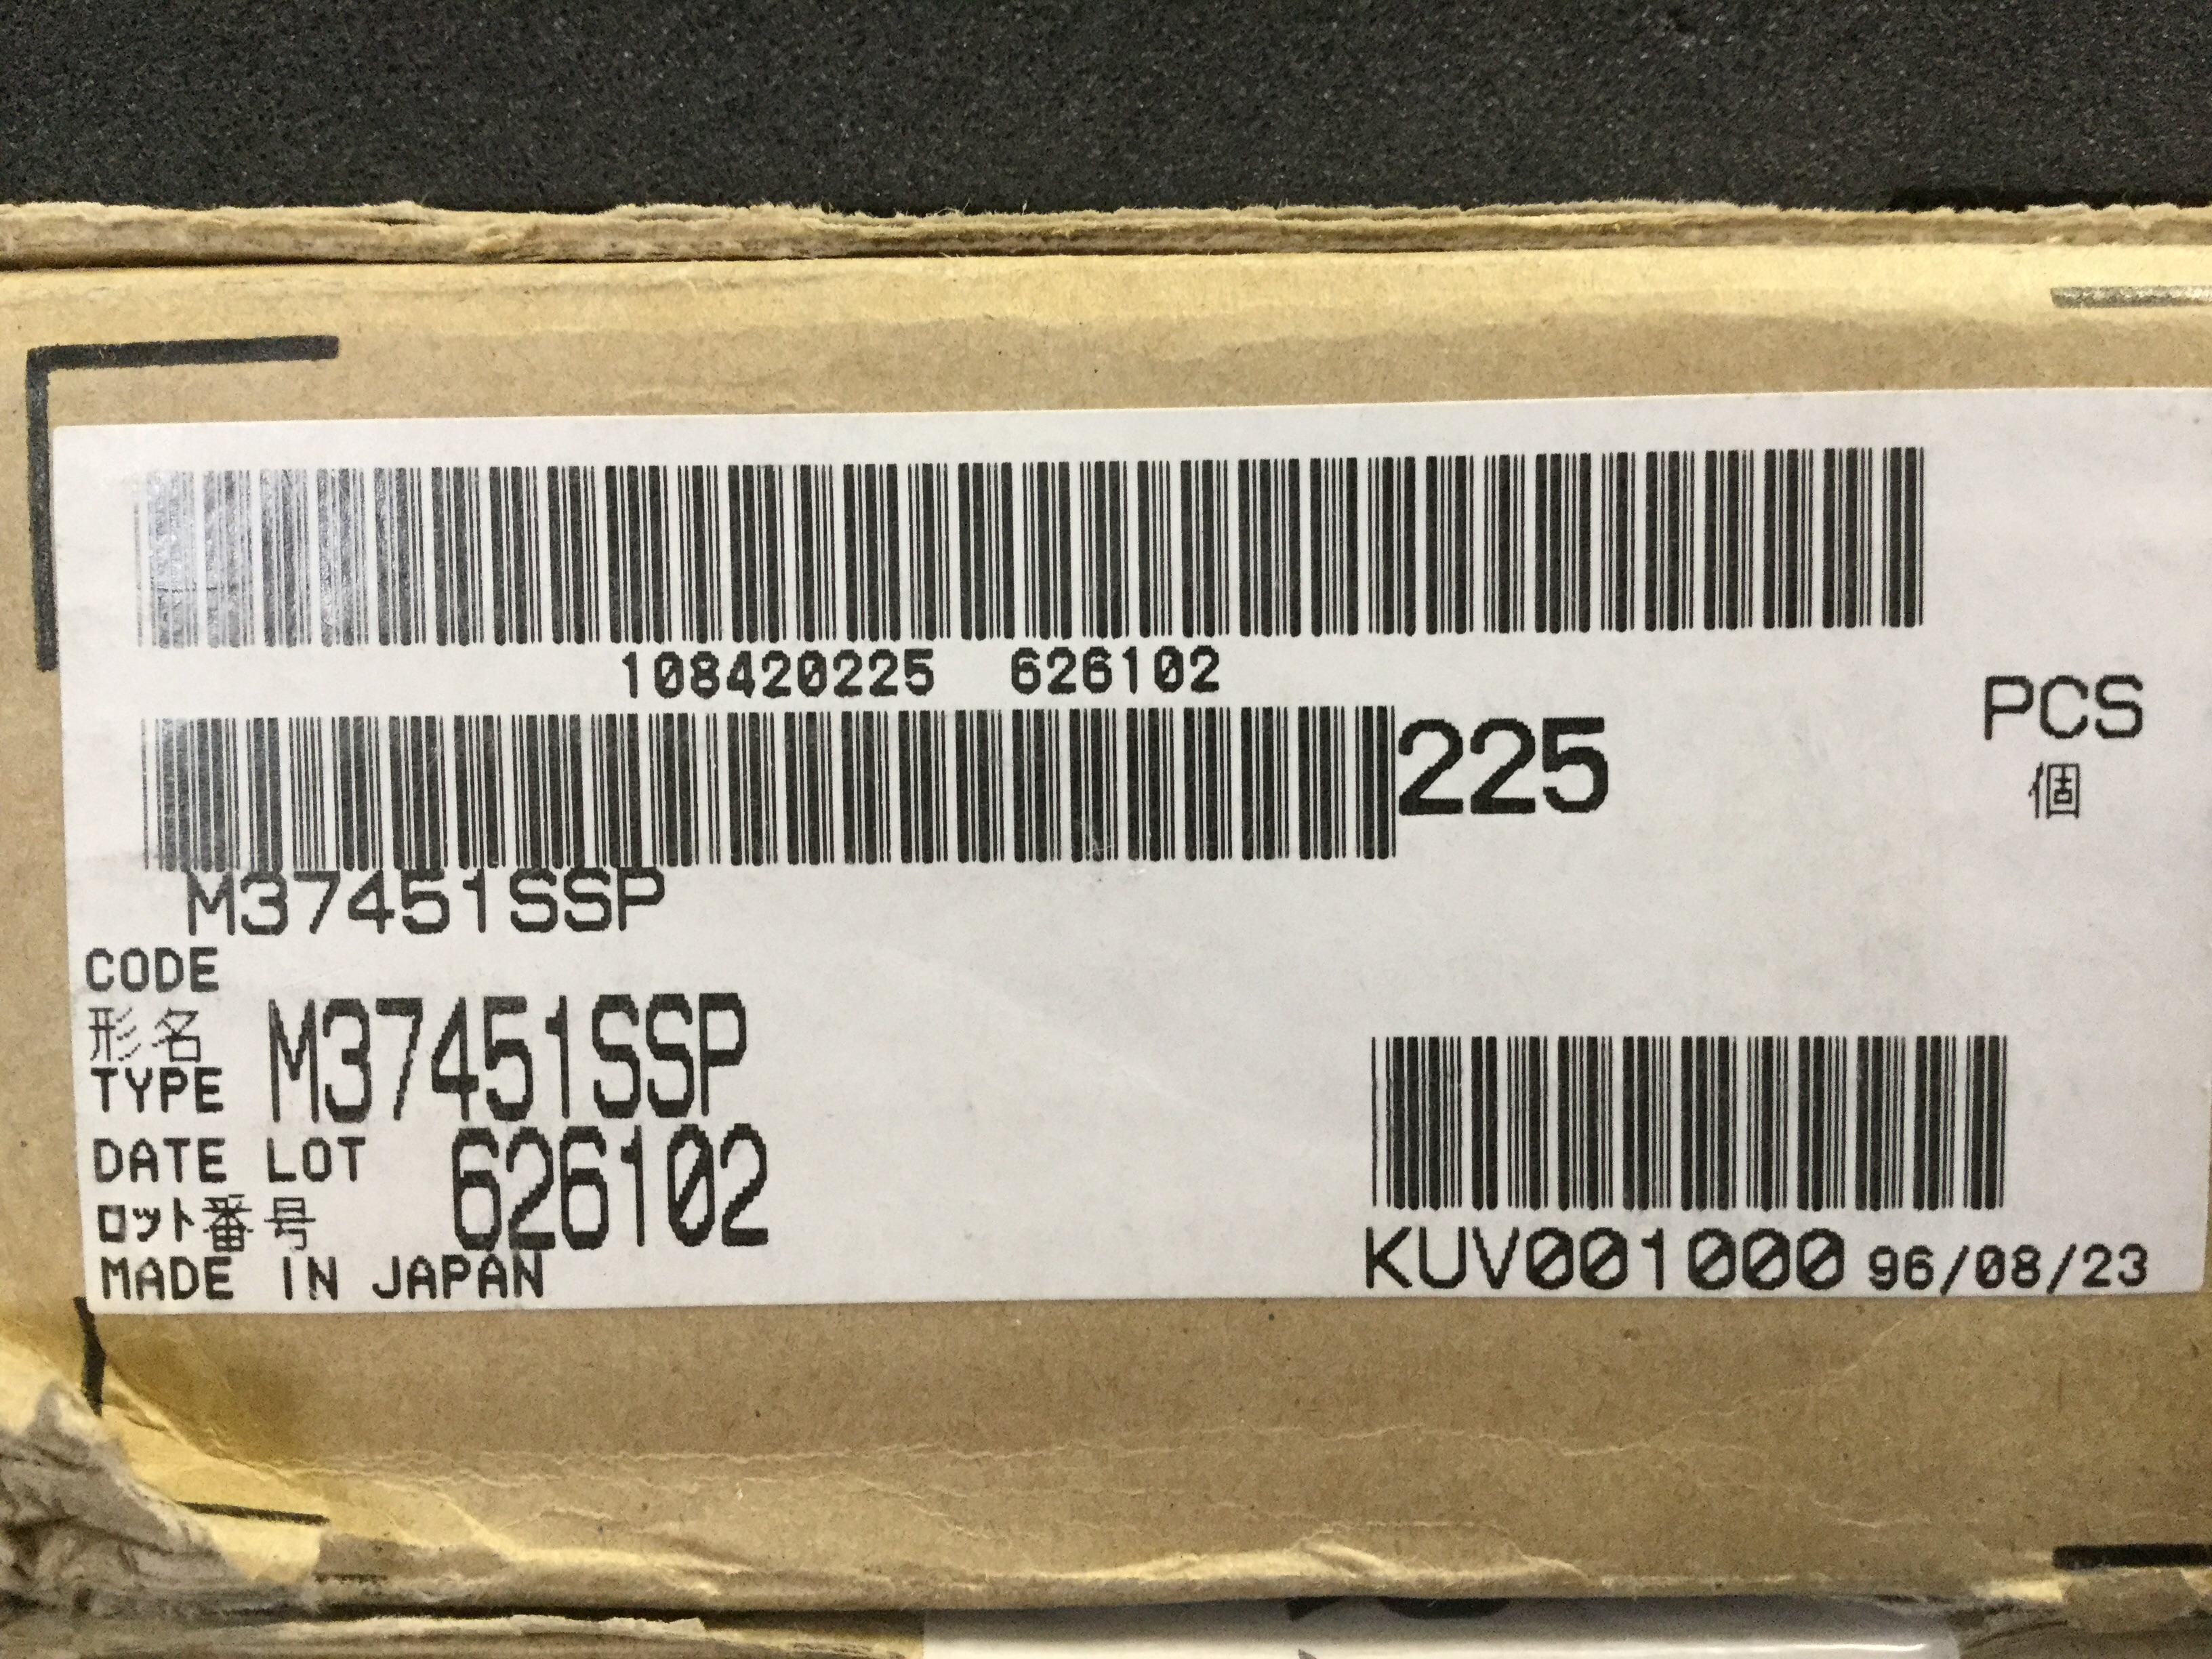 108420225 626102
225 PCS
個
M37451SSP
CODE
形名
TYPE M37451SSP
DATE LOT 626102
ロット番号
MADE IN JAPAN
KUV001000 96/08/23